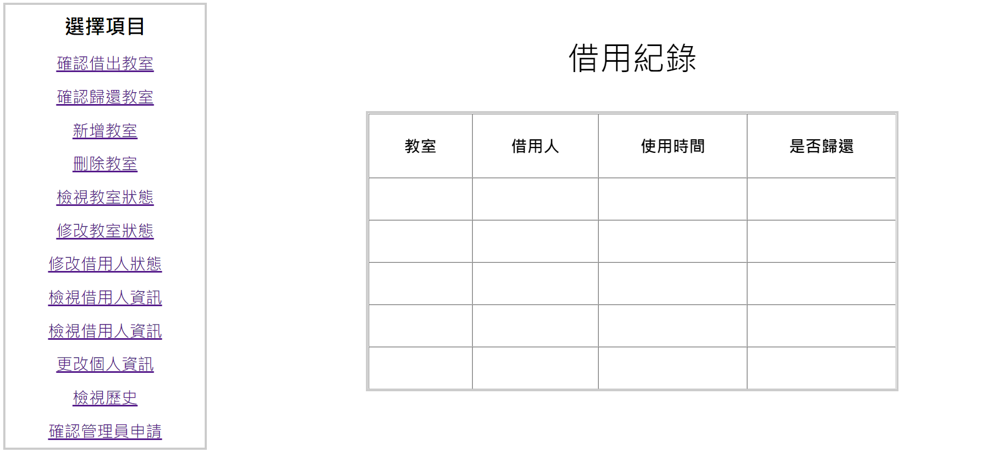 選擇項目
確認借出教室
確認歸還教室
新增教室
刪除教室
檢視教室狀態
修改教室狀態
修改借用人狀態
檢視借用人資訊
檢視借用人資訊
更改個人資訊
檢視歷史
確認管理員申請
借用紀錄
教室 借用人 使用時間 是否歸還